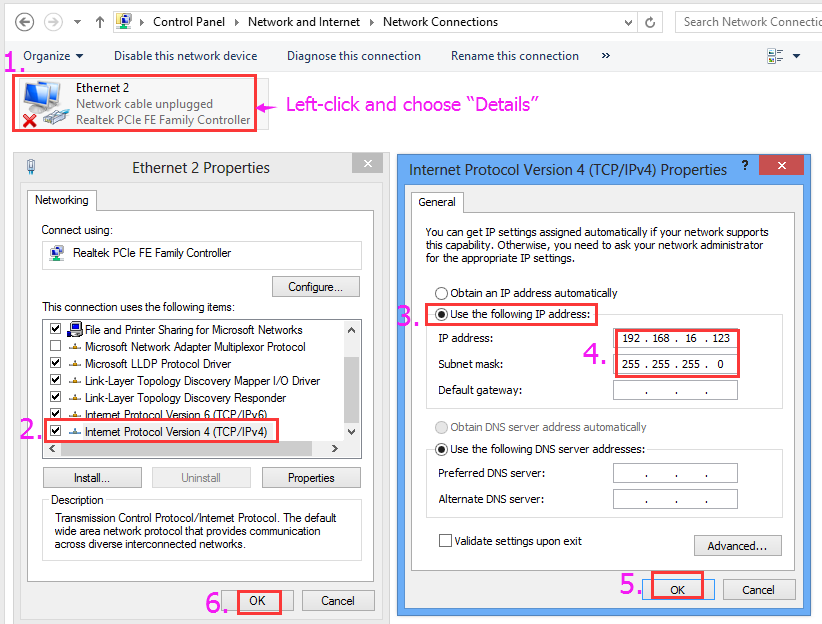 Control Panel
Network and Internet
Network Connections
Search Network Connectio
1.
Organize
Disable this network device
Diagnose this connection
Rename this connection
»
Ethernet 2
Network cable unplugged
Realtek PCIe FE Family Controller
Left-click and choose “Details”
Ethernet 2 Properties
Networking
Connect using:
Realtek PCIe FE Family Controller
Configure...
This connection uses the following items:
File and Printer Sharing for Microsoft Networks
Microsoft Network Adapter Multiplexor Protocol
Microsoft LLDP Protocol Driver
Link-Layer Topology Discovery Mapper I/O Driver
Link-Layer Topology Discovery Responder
Internet Protocol Version 6 (TCP/IPv6)
2.
Internet Protocol Version 4 (TCP/IPv4)
Install...
Uninstall
Properties
Description
Transmission Control Protocol/Internet Protocol. The default
wide area network protocol that provides communication
across diverse interconnected networks.
6.
OK
Cancel
Internet Protocol Version 4 (TCP/IPv4) Properties
?
General
You can get IP settings assigned automatically if your network supports
this capability. Otherwise, you need to ask your network administrator
for the appropriate IP settings.
Obtain an IP address automatically
3.
Use the following IP address:
IP address:
192 . 168 . 16 . 123
4.
Subnet mask:
255 . 255 . 255 . 0
Default gateway:
. . .
Obtain DNS server address automatically
Use the following DNS server addresses:
Preferred DNS server:
. . .
Alternate DNS server:
. . .
Validate settings upon exit
Advanced...
5.
OK
Cancel